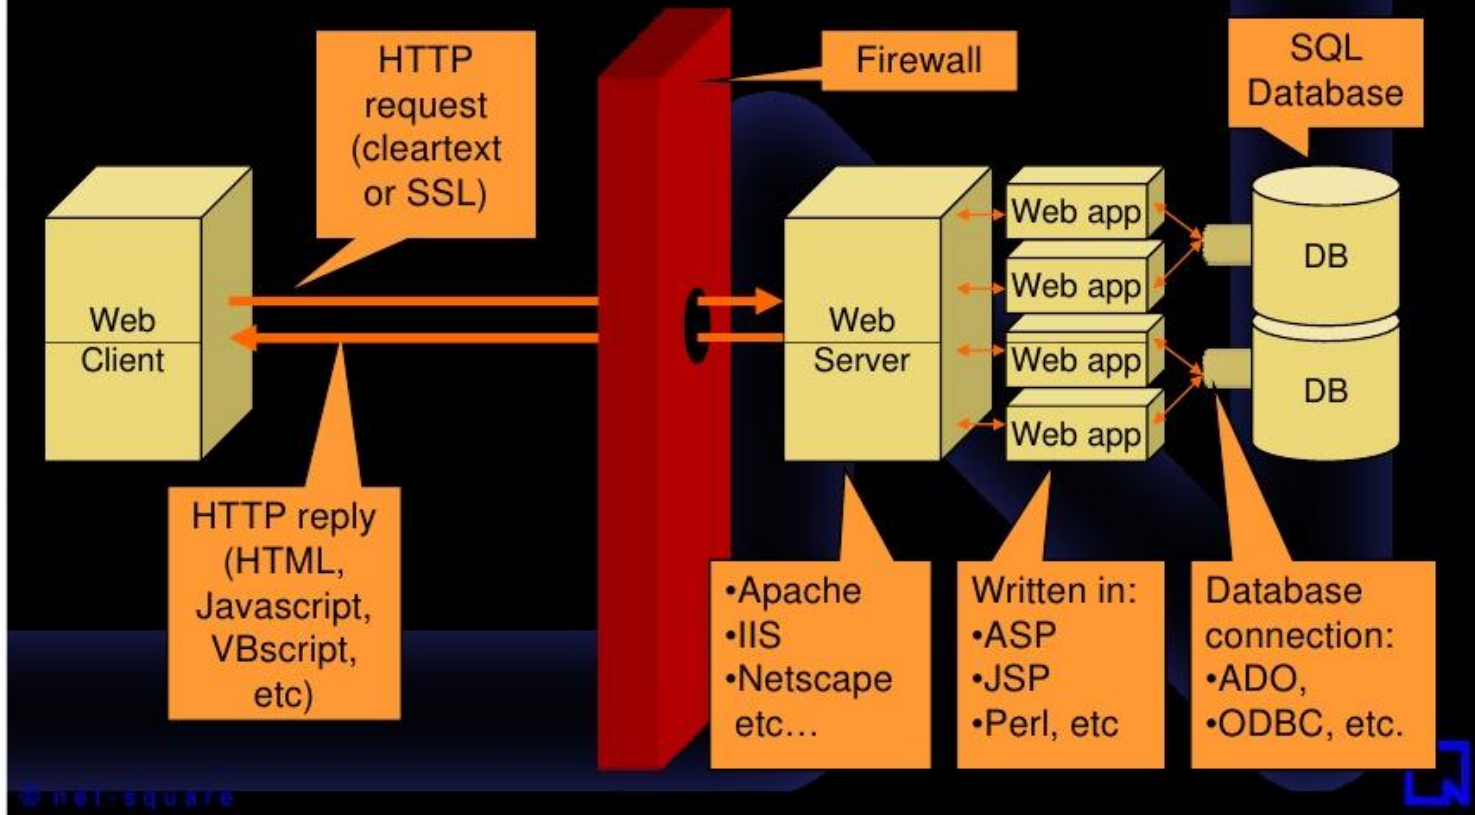 HTTP
request
(cleartext
or SSL)
Firewall
SQL
Database
Web
Client
Web
Server
Web app
Web app
Web app
Web app
DB
DB
HTTP reply
(HTML,
Javascript,
VBscript,
etc)
•Apache
•IIS
•Netscape
etc…
Written in:
•ASP
•JSP
•Perl, etc
Database
connection:
•ADO,
•ODBC, etc.
© net-square
N